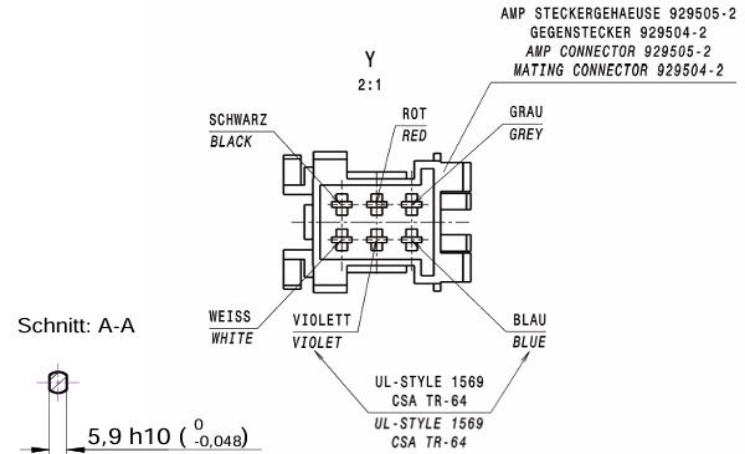 AMP STECKERGEHAEUSE 929505-2
GEGENSTECKER 929504-2
AMP CONNECTOR 929505-2
MATING CONNECTOR 929504-2
Y
2:1
SCHWARZ
BLACK
ROT
RED
GRAU
GREY
WEISS
WHITE
VIOLETT
VIOLET
BLAU
BLUE
UL-STYLE 1569
CSA TR-64
UL-STYLE 1569
CSA TR-64
Schnitt: A-A
5,9 h10 ( 0 -0,048)